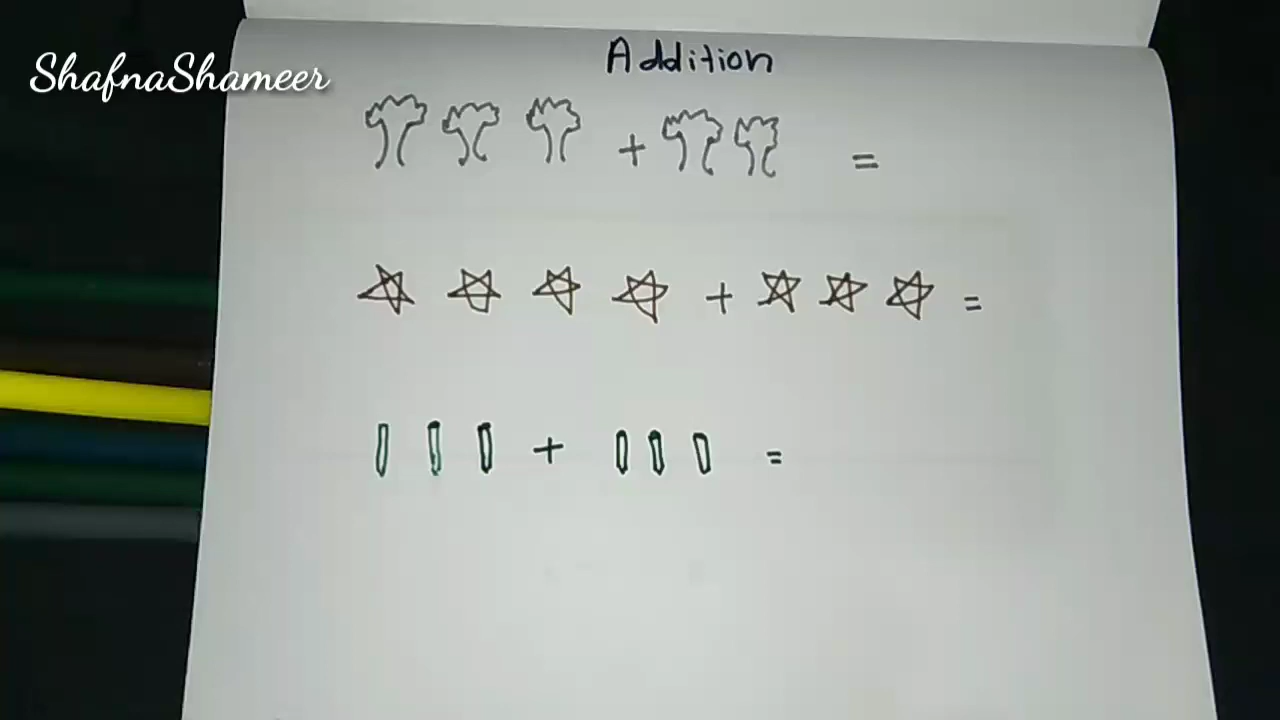 ShafnaShameer
Addition
+ =
+ =
+ =